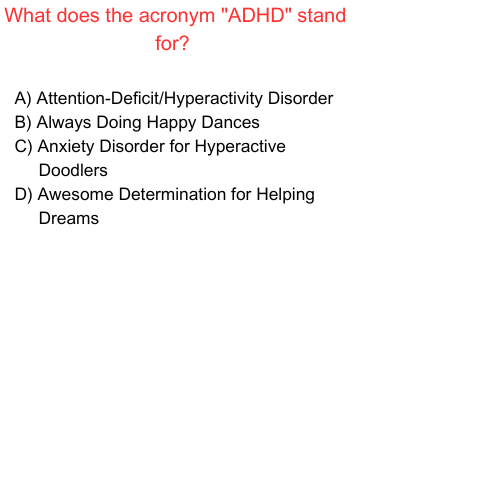 What does the acronym "ADHD" stand
for?
A) Attention-Deficit/Hyperactivity Disorder
B) Always Doing Happy Dances
C) Anxiety Disorder for Hyperactive
Doodlers
D) Awesome Determination for Helping
Dreams